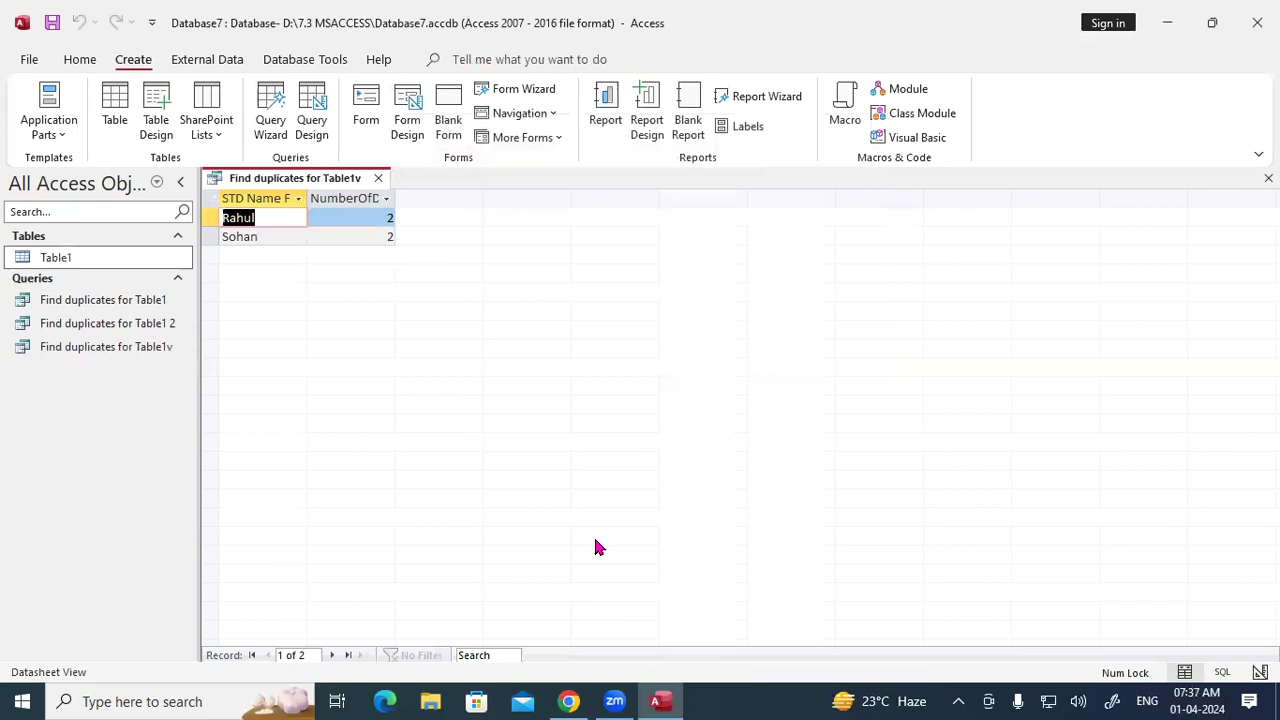 Database7 : Database- D:\7.3 MSACCESS\Database7.accdb (Access 2007 - 2016 file format) - Access
Sign in
File Home Create External Data Database Tools Help Tell me what you want to do
Application Parts
Table
Table Design
SharePoint Lists
Query Wizard
Query Design
Form
Form Design
Blank Form
Form Wizard
Navigation
More Forms
Report
Report Design
Blank Report
Report Wizard
Labels
Macro
Module
Class Module
Visual Basic
Templates Tables Queries Forms Reports Macros & Code
All Access Obj...
Search...
Tables
Table1
Queries
Find duplicates for Table1
Find duplicates for Table1 2
Find duplicates for Table1v
Find duplicates for Table1v
STD Name F NumberOfD
Rahul 2
Sohan 2
Record: 1 of 2 No Filter Search
Datasheet View
Num Lock SQL
Type here to search
zm
23°C Haze
ENG
07:37 AM
01-04-2024